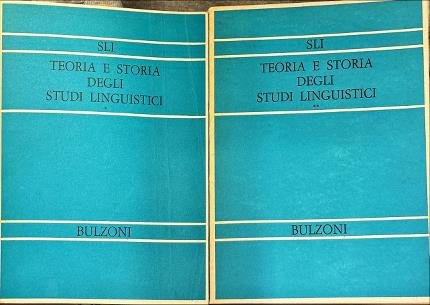 SLI
TEORIA E STORIA
DEGLI
STUDI LINGUISTICI
*
BULZONI
SLI
TEORIA E STORIA
DEGLI
STUDI LINGUISTICI
**
BULZONI